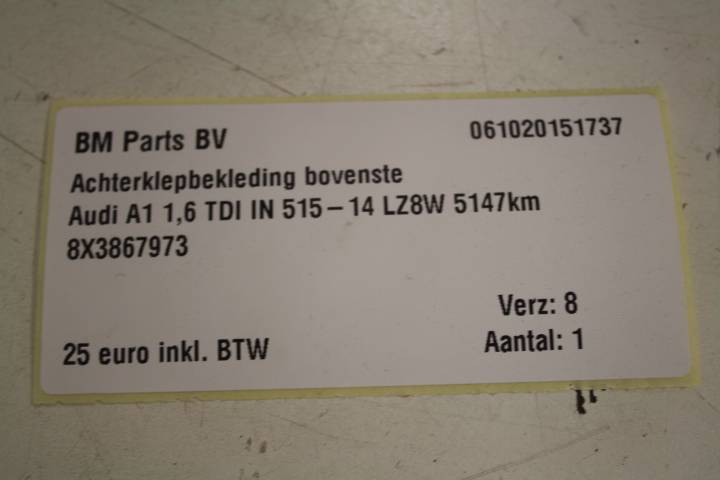 BM Parts BV 061020151737
Achterklepbekleding bovenste
Audi A1 1,6 TDI IN 515-14 LZ8W 5147km
8X3867973
Verz: 8
25 euro inkl. BTW Aantal: 1